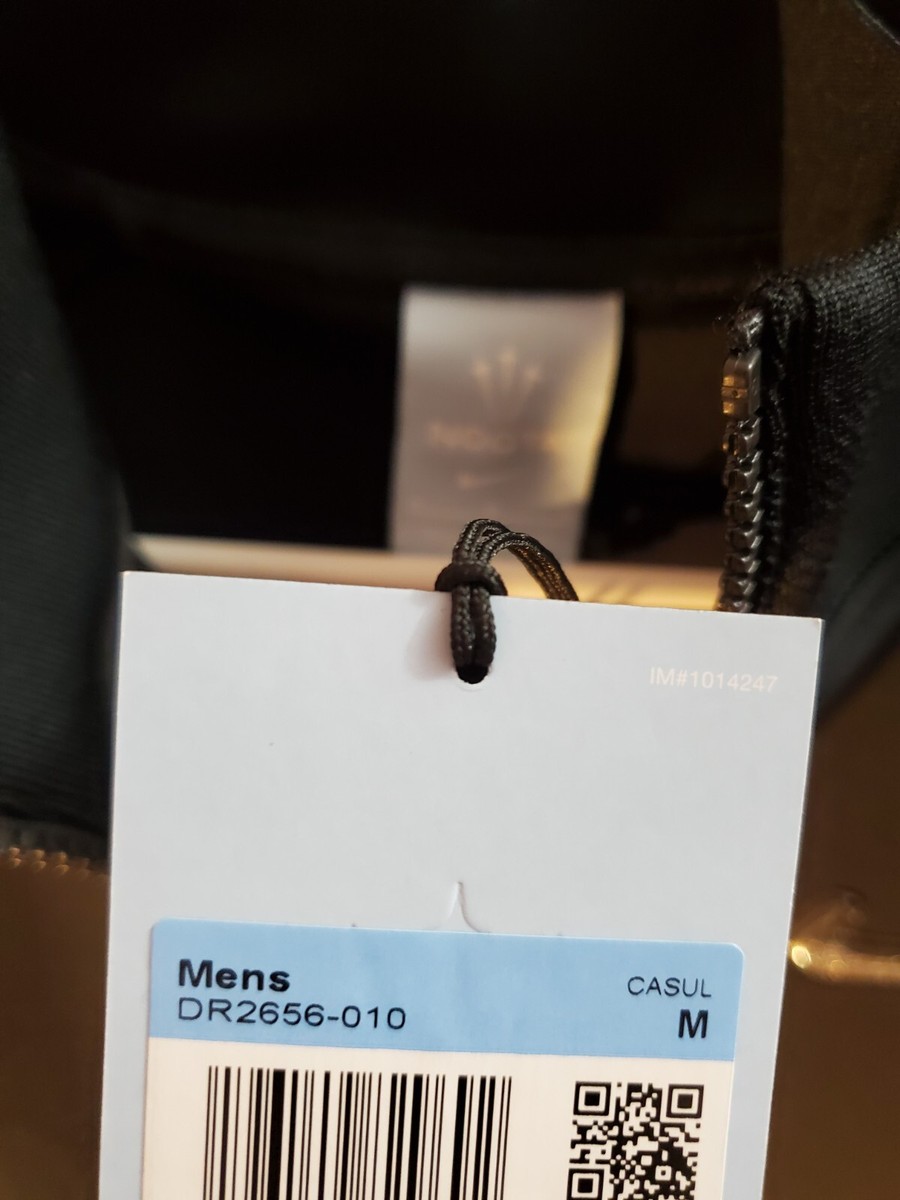 IM#1014247
Mens
DR2656-010
CASUL
M